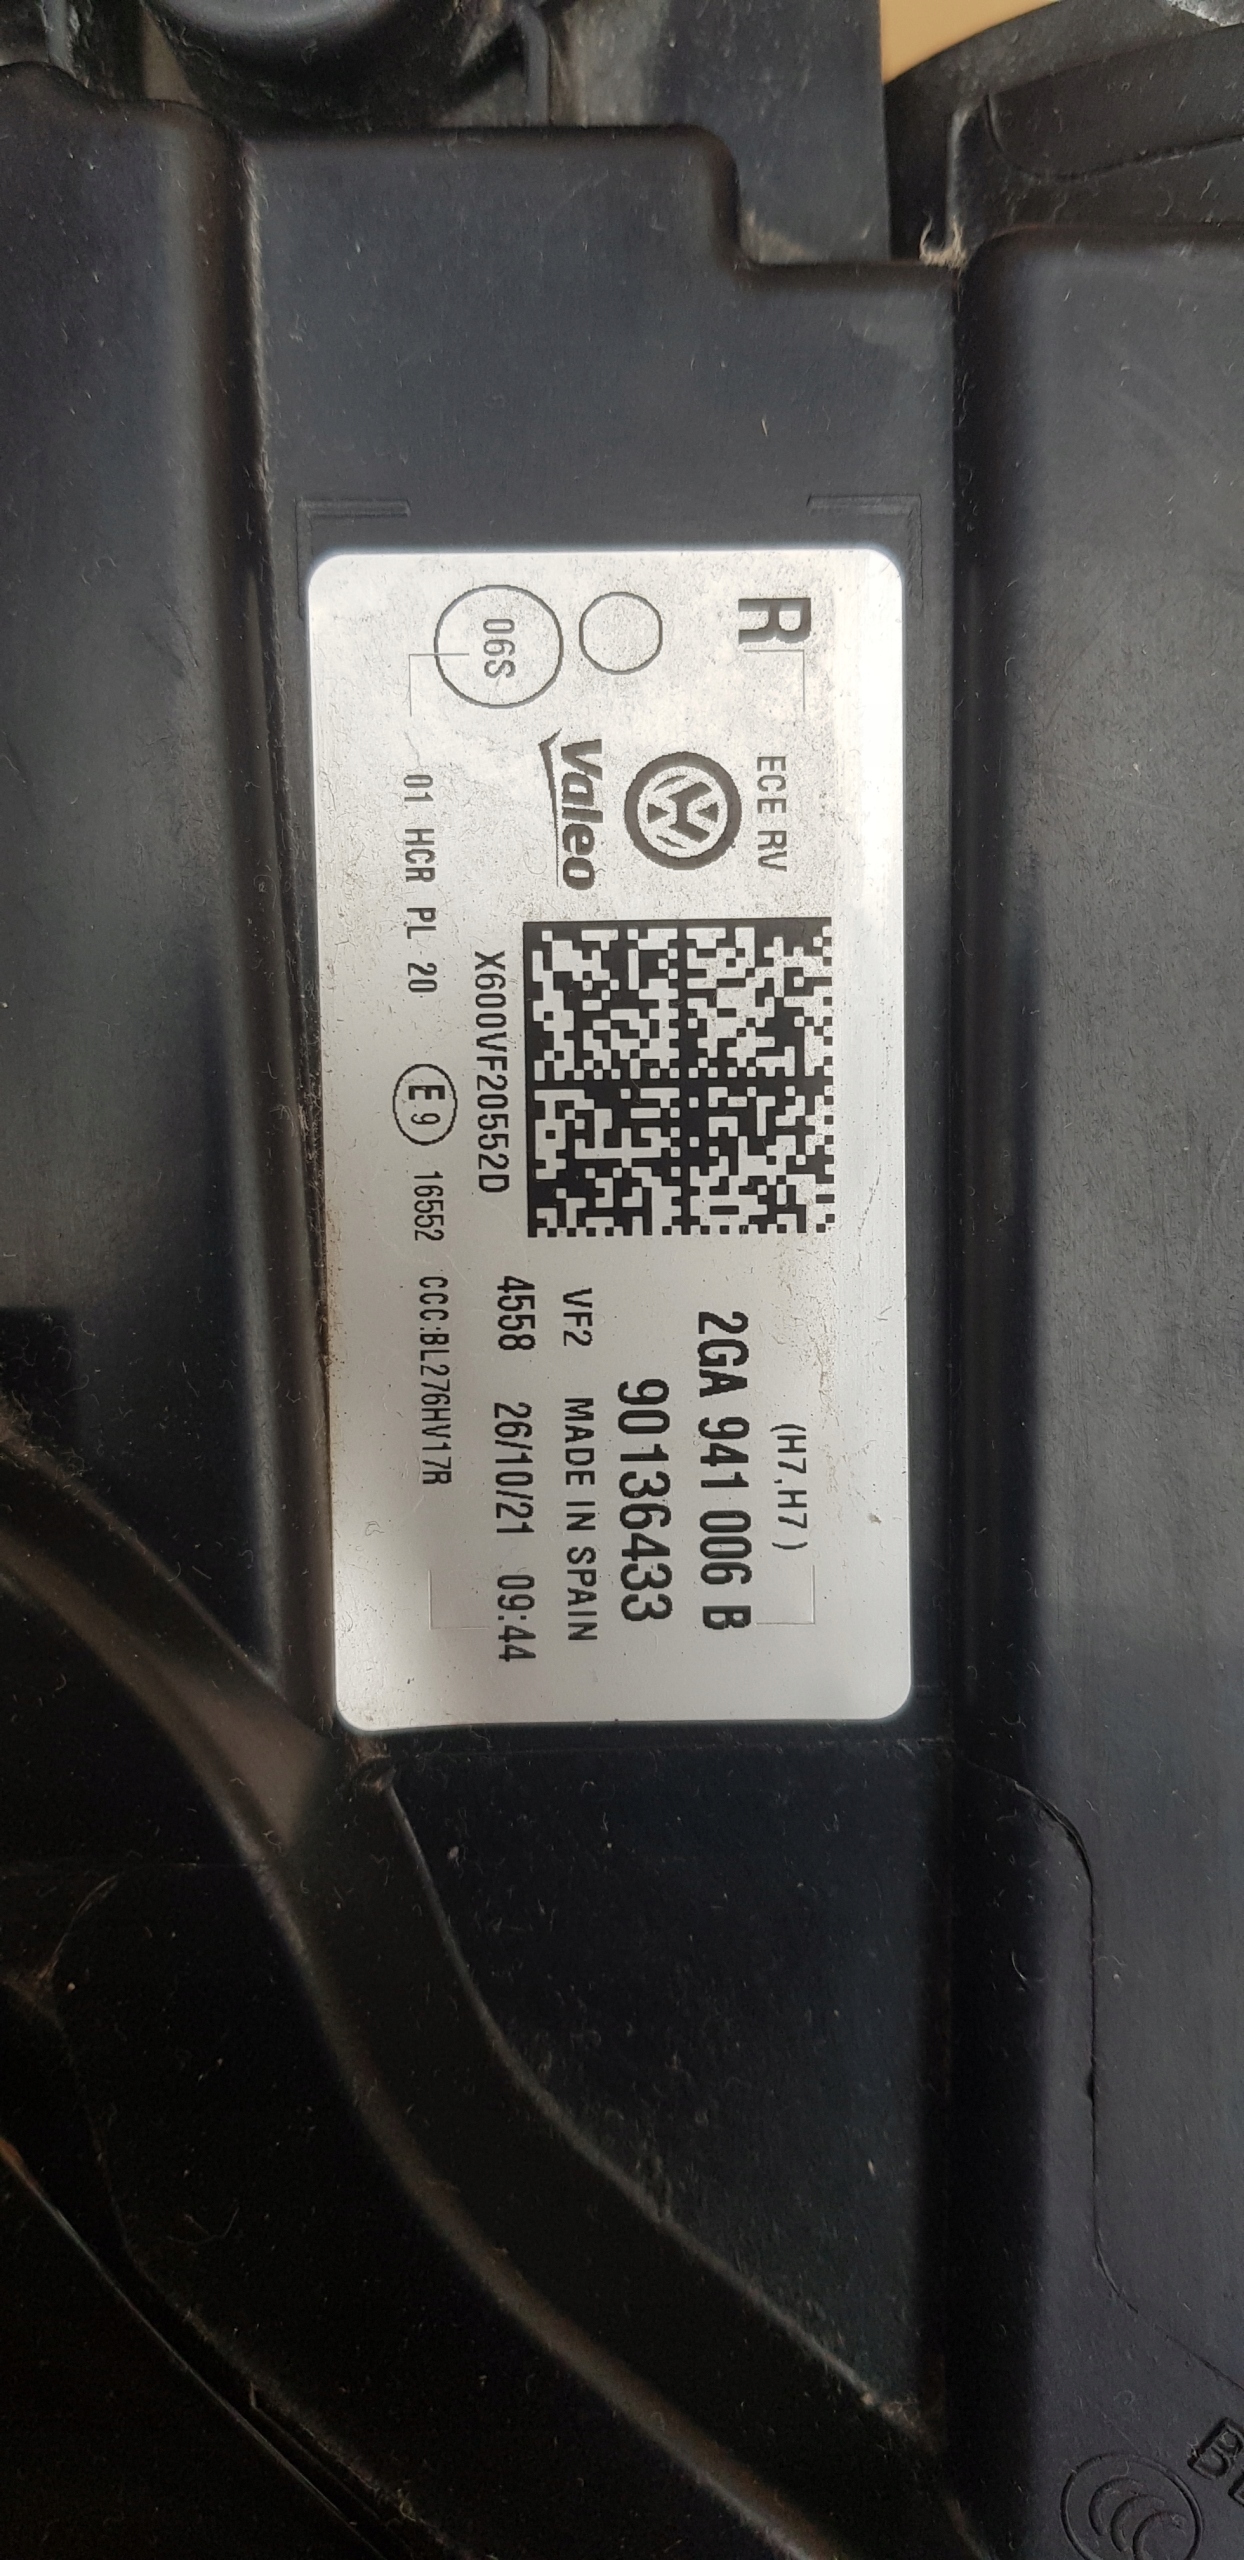 R
ECE RV
(H7,H7)
2GA 941 006 B
90136433
Valeo
VF2 MADE IN SPAIN
06S
X600VF20552D
4558 26/10/21 09:44
01 HCR PL 20 E9 16552 CCC:BL276HV17R